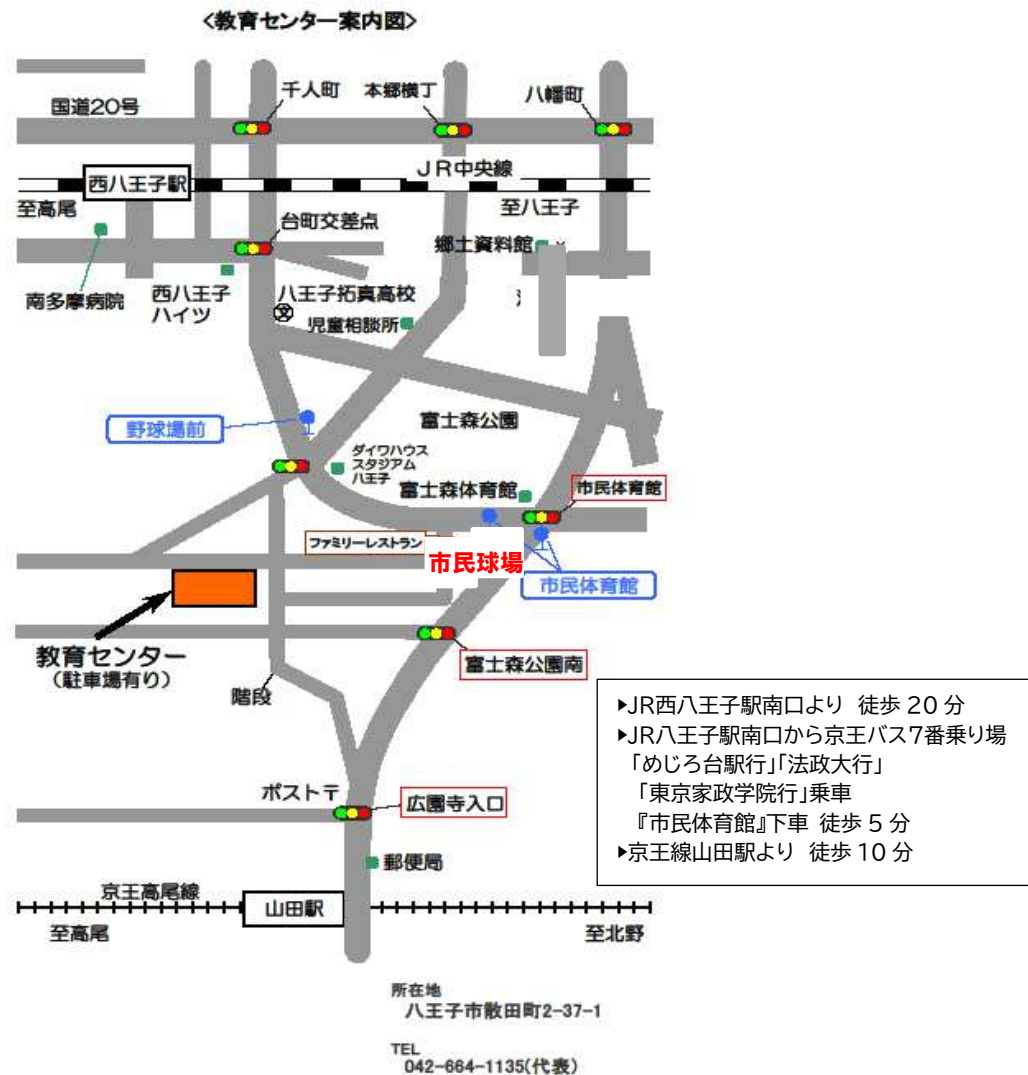 <教育センター案内図>
千人町
本郷横丁
八幡町
国道20号
JR中央線
西八王子駅
至高尾
至八王子
台町交差点
郷土資料館
南多摩病院
西八王子
ハイツ
八王子拓真高校
児童相談所
野球場前
富士森公園
ダイワハウス
スタジアム
八王子
富士森体育館
市民体育館
ファミリーレストラン
市民球場
市民体育館
教育センター
(駐車場有り)
富士森公園南
階段
▶JR西八王子駅南口より 徒歩20分
▶JR八王子駅南口から京王バス7番乗り場
「めじろ台駅行」「法政大行」
「東京家政学院行」乗車
『市民体育館』下車 徒歩5分
▶京王線山田駅より 徒歩10分
ポスト〒
広園寺入口
郵便局
京王高尾線
山田駅
至高尾
至北野
所在地
八王子市散田町2-37-1
TEL
042-664-1135(代表)